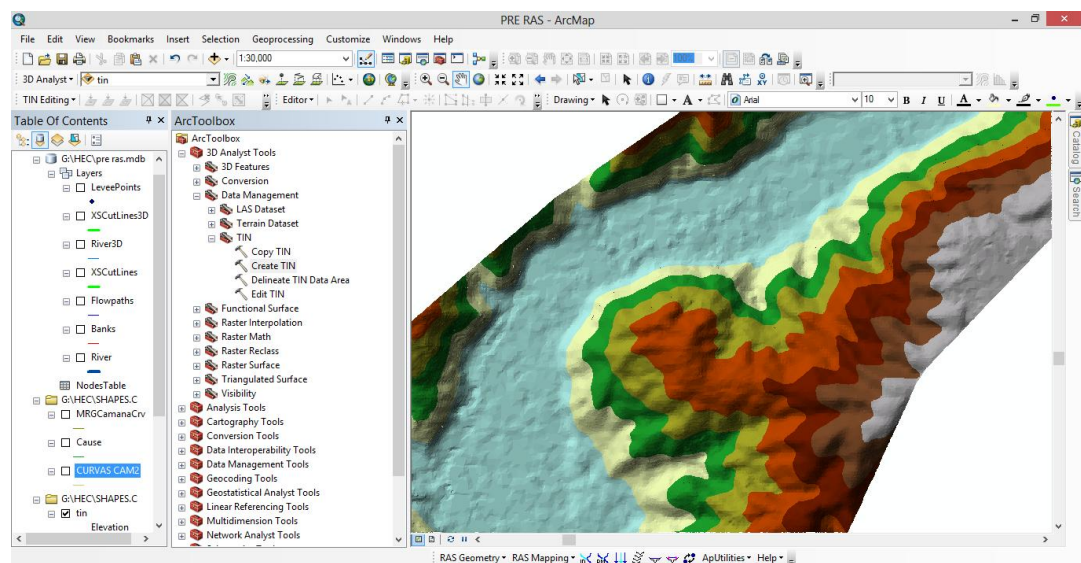 PRE RAS - ArcMap
File Edit View Bookmarks Insert Selection Geoprocessing Customize Windows Help
1:30,000
3D Analyst tin
TIN Editing Editor Drawing A Arial 10 B I U A
Table Of Contents
G:\HEC\pre ras.mdb
Layers
LeveePoints
XSCutLines3D
River3D
XSCutLines
Flowpaths
Banks
River
NodesTable
G:\HEC\SHAPES.C
MRGCamanaCrv
Cause
CURVAS CAM2
G:\HEC\SHAPES.C
tin
Elevation
ArcToolbox
ArcToolbox
3D Analyst Tools
3D Features
Conversion
Data Management
LAS Dataset
Terrain Dataset
TIN
Copy TIN
Create TIN
Delineate TIN Data Area
Edit TIN
Functional Surface
Raster Interpolation
Raster Math
Raster Reclass
Raster Surface
Triangulated Surface
Visibility
Analysis Tools
Cartography Tools
Conversion Tools
Data Interoperability Tools
Data Management Tools
Geocoding Tools
Geostatistical Analyst Tools
Linear Referencing Tools
Multidimension Tools
Network Analyst Tools
Catalog
Search
RAS Geometry RAS Mapping ApUtilities Help